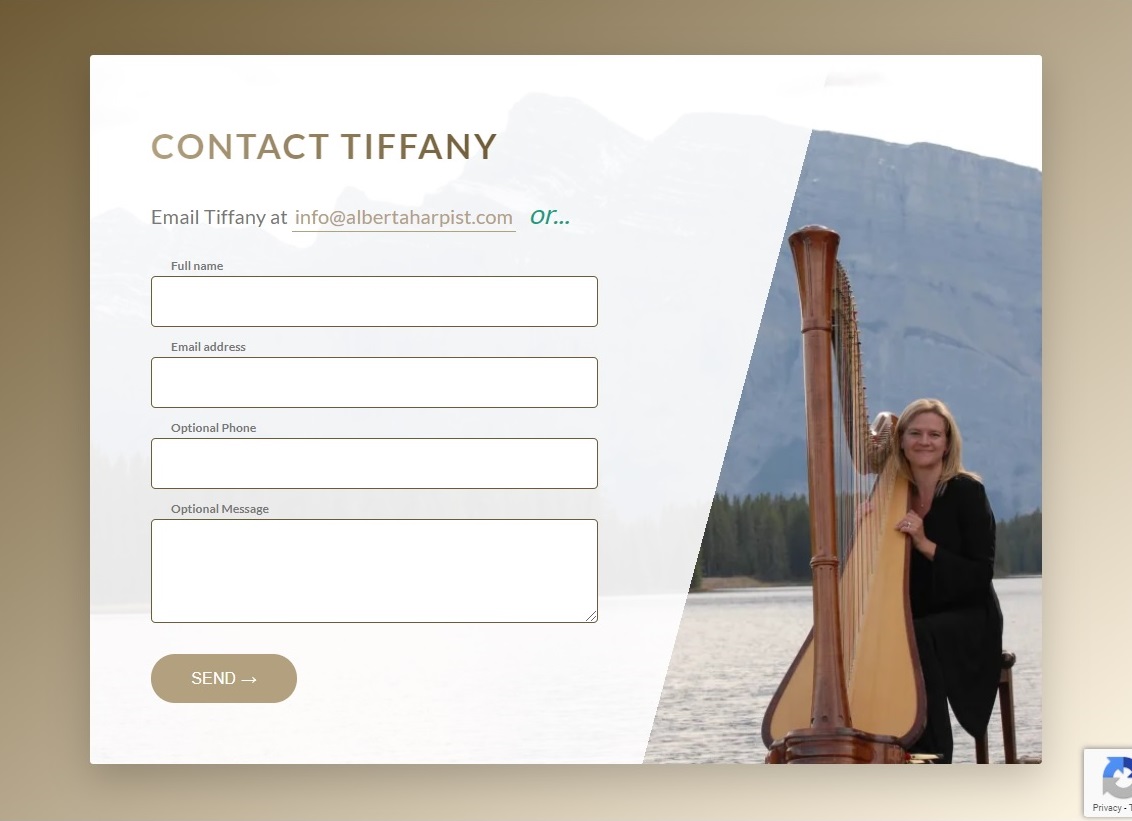 CONTACT TIFFANY
Email Tiffany at info@albertaharpist.com or...
Full name
Email address
Optional Phone
Optional Message
SEND →
Privacy -